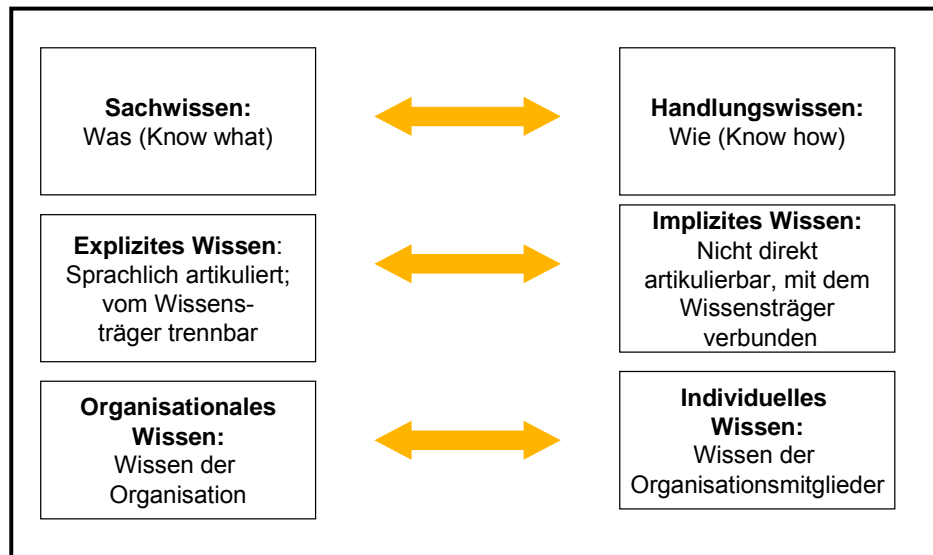 Sachwissen:
Was (Know what)
Handlungswissen:
Wie (Know how)
Explizites Wissen:
Sprachlich artikuliert;
vom Wissens-
träger trennbar
Implizites Wissen:
Nicht direkt
artikulierbar, mit dem
Wissensträger
verbunden
Organisationales
Wissen:
Wissen der
Organisation
Individuelles
Wissen:
Wissen der
Organisationsmitglieder